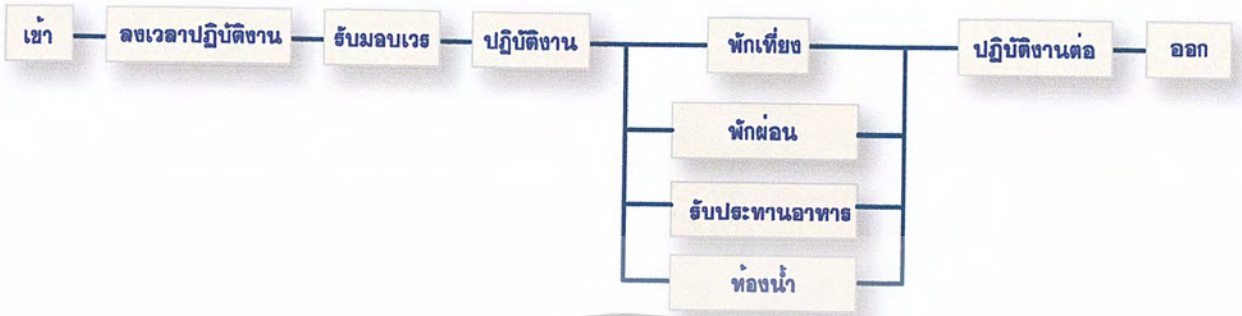 เข้า
ลงเวลาปฏิบัติงาน
รับมอบเวร
ปฏิบัติงาน
พักเที่ยง
พักผ่อน
รับประทานอาหาร
ท้องน้ำ
ปฏิบัติงานต่อ
ออก